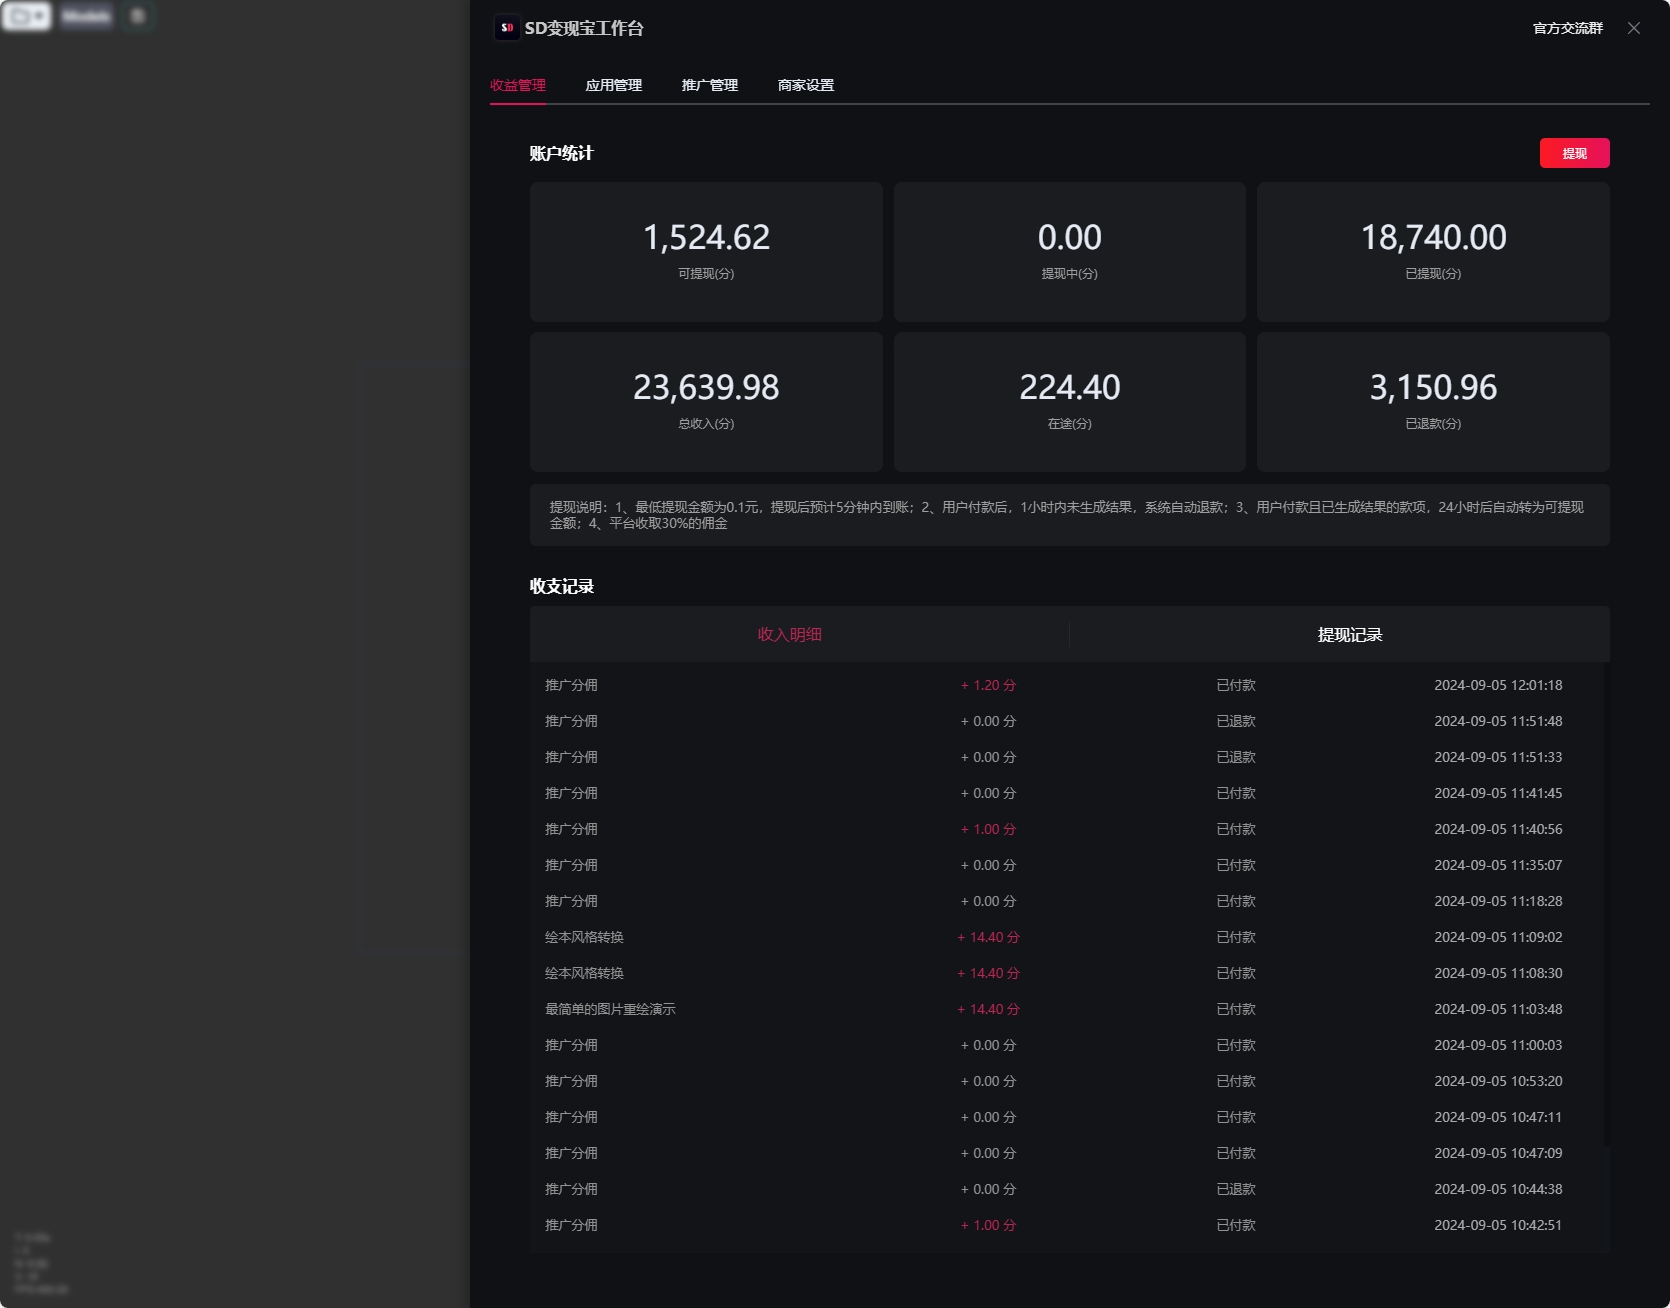 Models
SD SD变现宝工作台
官方交流群
收益管理 应用管理 推广管理 商家设置
账户统计
提现
1,524.62 0.00 18,740.00
可提现(分) 提现中(分) 已提现(分)
23,639.98 224.40 3,150.96
总收入(分) 在途(分) 已退款(分)
提现说明：1、最低提现金额为0.1元，提现后预计5分钟内到账；2、用户付款后，1小时内未生成结果，系统自动退款；3、用户付款且已生成结果的款项，24小时后自动转为可提现
金额；4、平台收取30%的佣金
收支记录
收入明细 提现记录
推广分佣 + 1.20 分 已付款 2024-09-05 12:01:18
推广分佣 + 0.00 分 已退款 2024-09-05 11:51:48
推广分佣 + 0.00 分 已退款 2024-09-05 11:51:33
推广分佣 + 0.00 分 已付款 2024-09-05 11:41:45
推广分佣 + 1.00 分 已付款 2024-09-05 11:40:56
推广分佣 + 0.00 分 已付款 2024-09-05 11:35:07
推广分佣 + 0.00 分 已付款 2024-09-05 11:18:28
绘本风格转换 + 14.40 分 已付款 2024-09-05 11:09:02
绘本风格转换 + 14.40 分 已付款 2024-09-05 11:08:30
最简单的图片重绘演示 + 14.40 分 已付款 2024-09-05 11:03:48
推广分佣 + 0.00 分 已付款 2024-09-05 11:00:03
推广分佣 + 0.00 分 已付款 2024-09-05 10:53:20
推广分佣 + 0.00 分 已付款 2024-09-05 10:47:11
推广分佣 + 0.00 分 已付款 2024-09-05 10:47:09
推广分佣 + 0.00 分 已退款 2024-09-05 10:44:38
推广分佣 + 1.00 分 已付款 2024-09-05 10:42:51